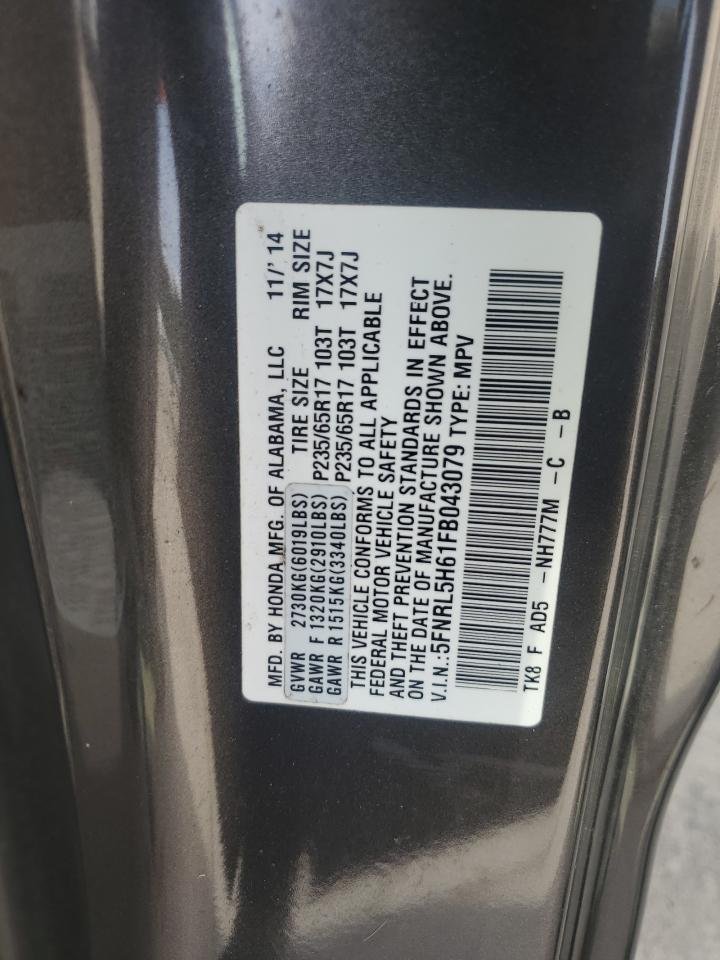 MFD. BY HONDA MFG. OF ALABAMA, LLC 11/' 14
GVWR 2730KG(6019LBS) TIRE SIZE RIM SIZE
GAWR F 1320KG(2910LBS) P235/65R17 103T 17X7J
GAWR R 1515KG(3340LBS) P235/65R17 103T 17X7J
THIS VEHICLE CONFORMS TO ALL APPLICABLE
FEDERAL MOTOR VEHICLE SAFETY
AND THEFT PREVENTION STANDARDS IN EFFECT
ON THE DATE OF MANUFACTURE SHOWN ABOVE.
V.I.N.:5FNRL5H61FB043079 TYPE: MPV
TK8 F AD5 -NH777M -C -B